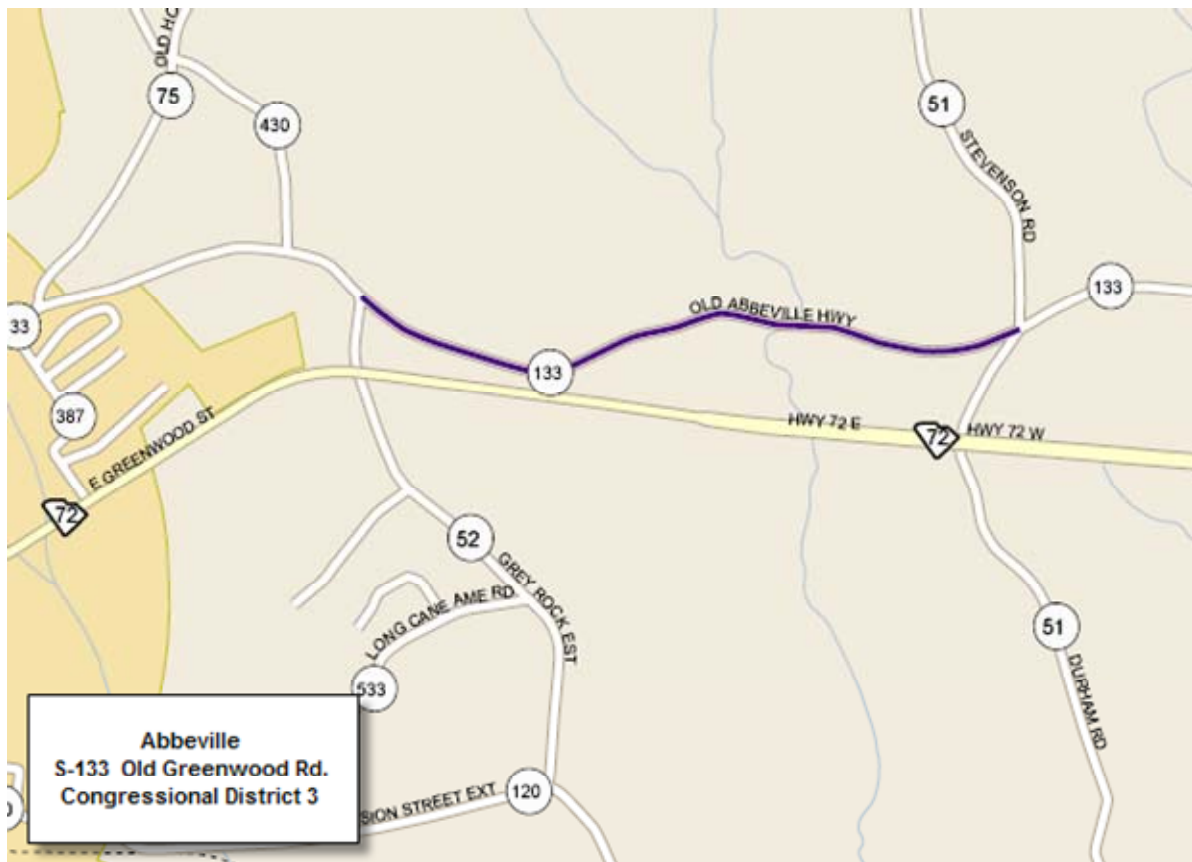 OLD HO
75
430
51
STEVENSON RD
133
33
OLD ABBEVILLE HWY
133
387
E GREENWOOD ST
HWY 72 E
72
HWY 72 W
72
52
GREY ROCK EST
LONG CANE AME RD
51
DURHAM RD
533
Abbeville
S-133 Old Greenwood Rd.
Congressional District 3
SION STREET EXT
120
0